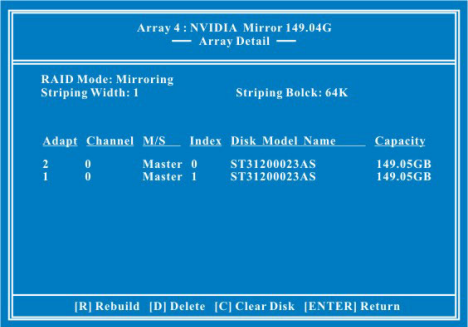 Array 4 : NVIDIA Mirror 149.04G
— Array Detail —
RAID Mode: Mirroring
Striping Width: 1 Striping Bolck: 64K
Adapt Channel M/S Index Disk Model Name Capacity
2 0 Master 0 ST31200023AS 149.05GB
1 0 Master 1 ST31200023AS 149.05GB
[R] Rebuild [D] Delete [C] Clear Disk [ENTER] Return